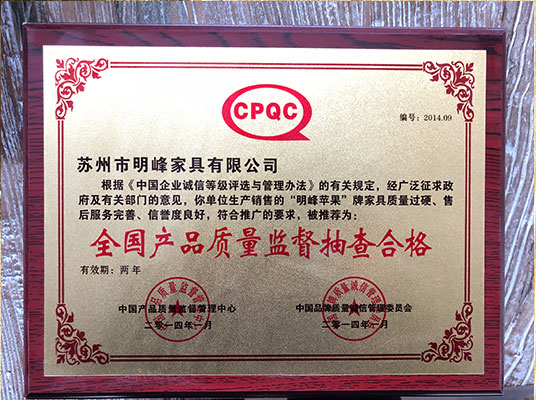 CPQC
编号：2014.09
苏州市明峰家具有限公司
根据《中国企业诚信等级评选与管理办法》的有关规定，经广泛征求政
府及有关部门的意见，你单位生产销售的“明峰苹果”牌家具质量过硬、售
后服务完善、信誉度良好，符合推广的要求，被推荐为：
全国产品质量监督抽查合格
有效期：两年
中国产品质量监督管理中心
中国品牌质量诚信管理委员会
二零一四年一月
二零一四年一月